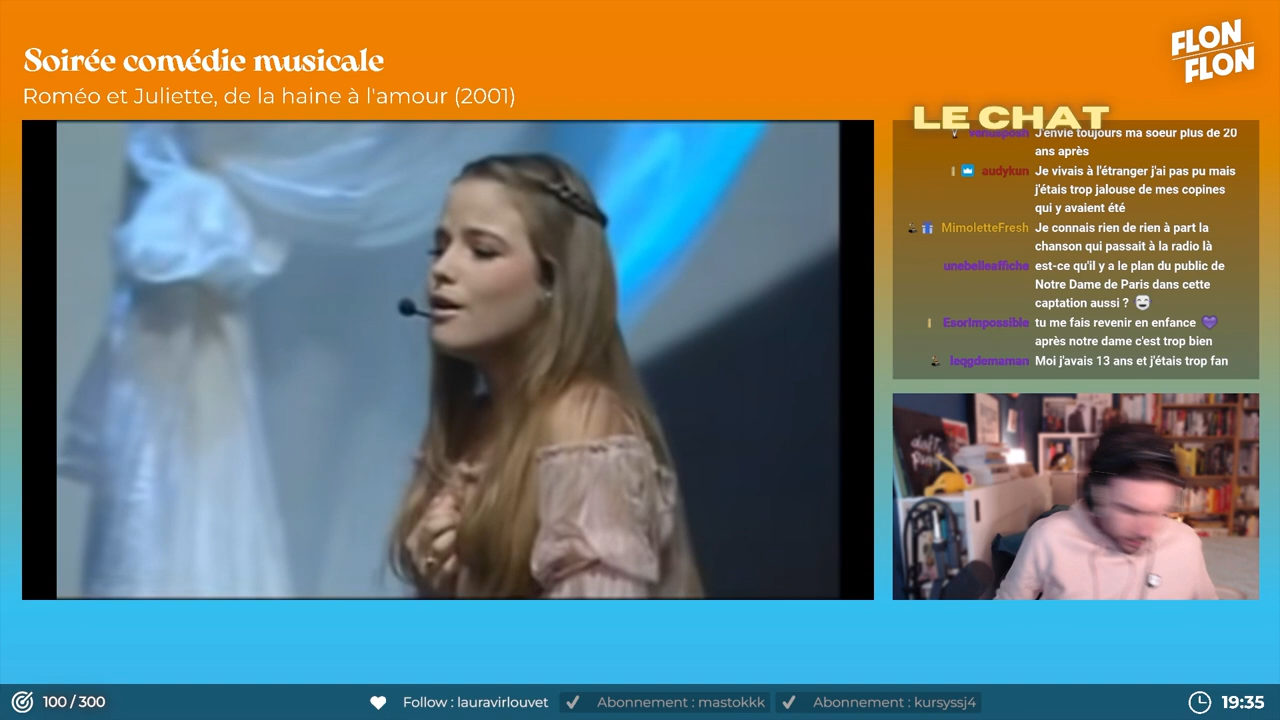 Soirée comédie musicale
Roméo et Juliette, de la haine à l'amour (2001)
FLON
FLON
LE CHAT
venusposh J'envie toujours ma soeur plus de 20
ans après
audykun Je vivais à l'étranger j'ai pas pu mais
j'étais trop jalouse de mes copines
qui y avaient été
MimoletteFresh Je connais rien de rien à part la
chanson qui passait à la radio là
unebelleaffiche est-ce qu'il y a le plan du public de
Notre Dame de Paris dans cette
captation aussi ?
EsorImpossible tu me fais revenir en enfance
après notre dame c'est trop bien
leqgdemaman Moi j'avais 13 ans et j'étais trop fan
100 / 300
Follow : lauravirlouvet
Abonnement : mastokkk
Abonnement : kursyssj4
19:35